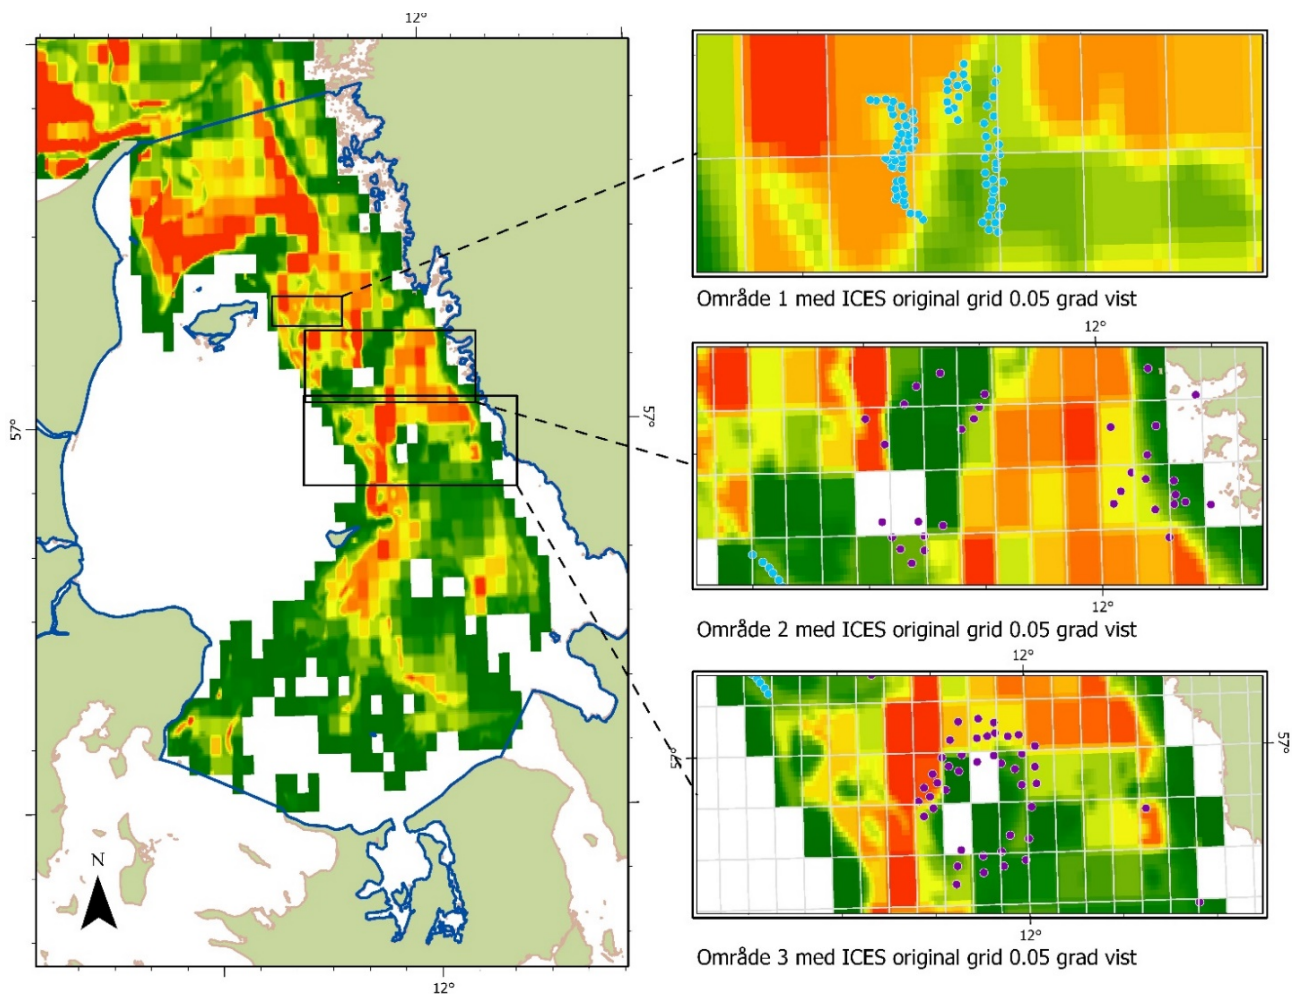 12°
57°
57°
N
12°
Område 1 med ICES original grid 0.05 grad vist
12°
12°
Område 2 med ICES original grid 0.05 grad vist
12°
57°
57°
12°
Område 3 med ICES original grid 0.05 grad vist